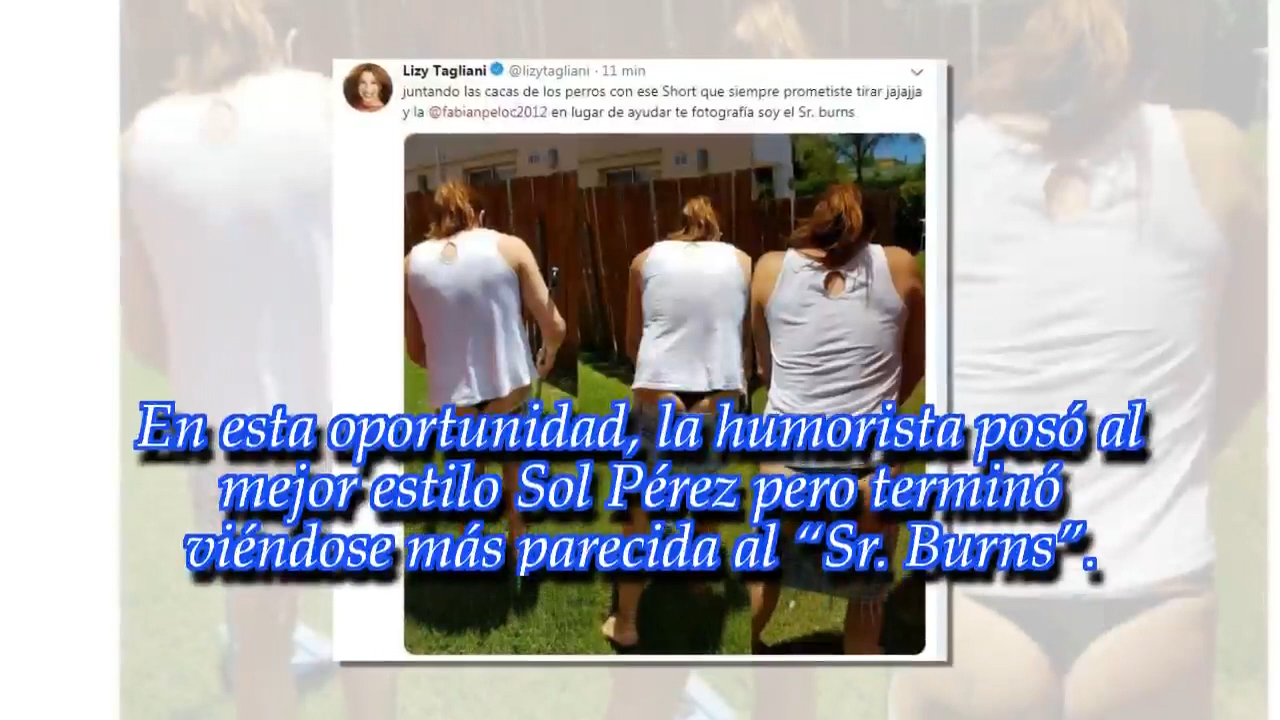 Lizy Tagliani @lizytagliani · 11 min
juntando las cacas de los perros con ese Short que siempre prometiste tirar jajajja
y la @fabianpeloc2012 en lugar de ayudar te fotografía soy el Sr. burns
En esta oportunidad, la humorista posó al
mejor estilo Sol Pérez pero terminó
viéndose más parecida al “Sr. Burns”.